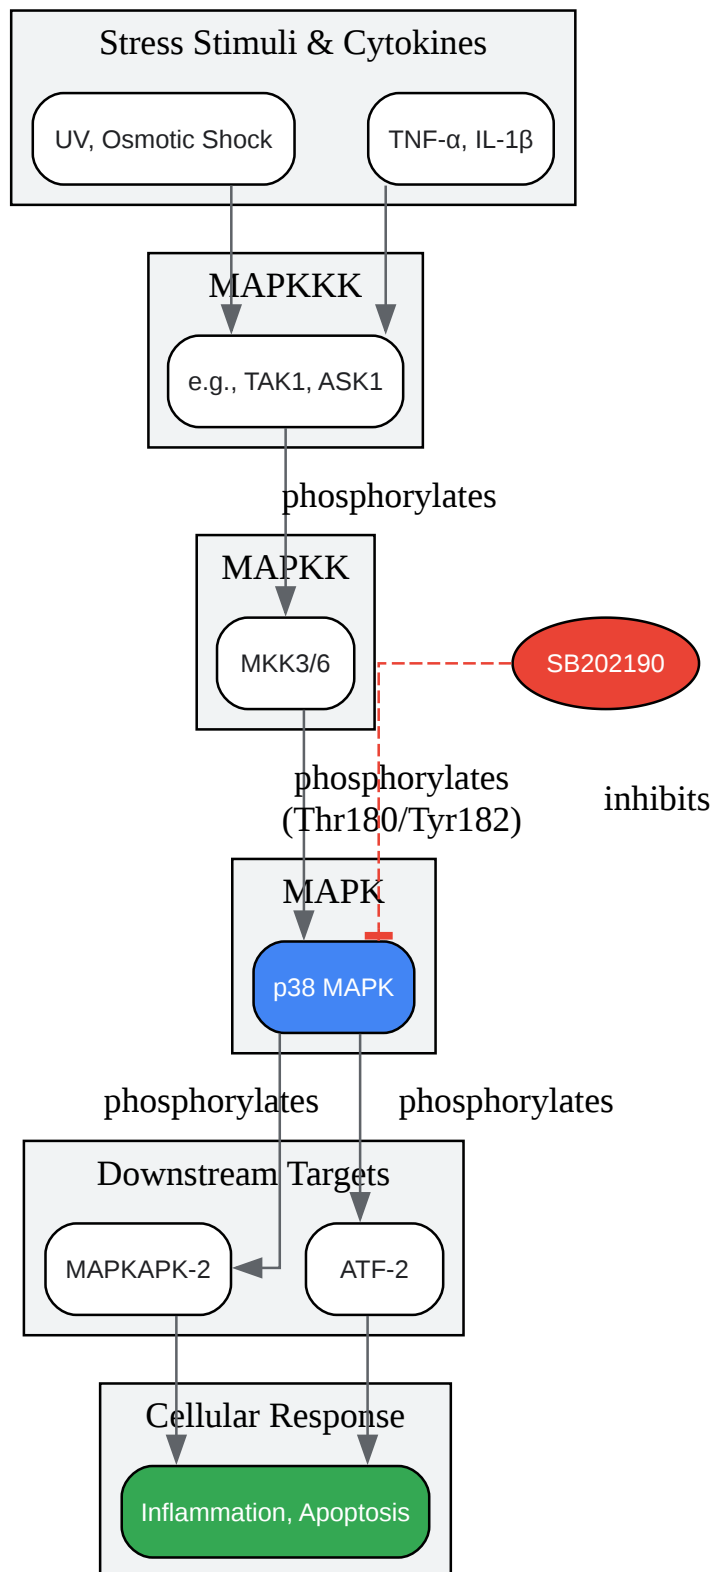 Stress Stimuli & Cytokines
UV, Osmotic Shock
TNF-α, IL-1β
MAPKKK
e.g., TAK1, ASK1
phosphorylates
MAPKK
MKK3/6
SB202190
phosphorylates
(Thr180/Tyr182)
inhibits
MAPK
p38 MAPK
phosphorylates
phosphorylates
Downstream Targets
MAPKAPK-2
ATF-2
Cellular Response
Inflammation, Apoptosis